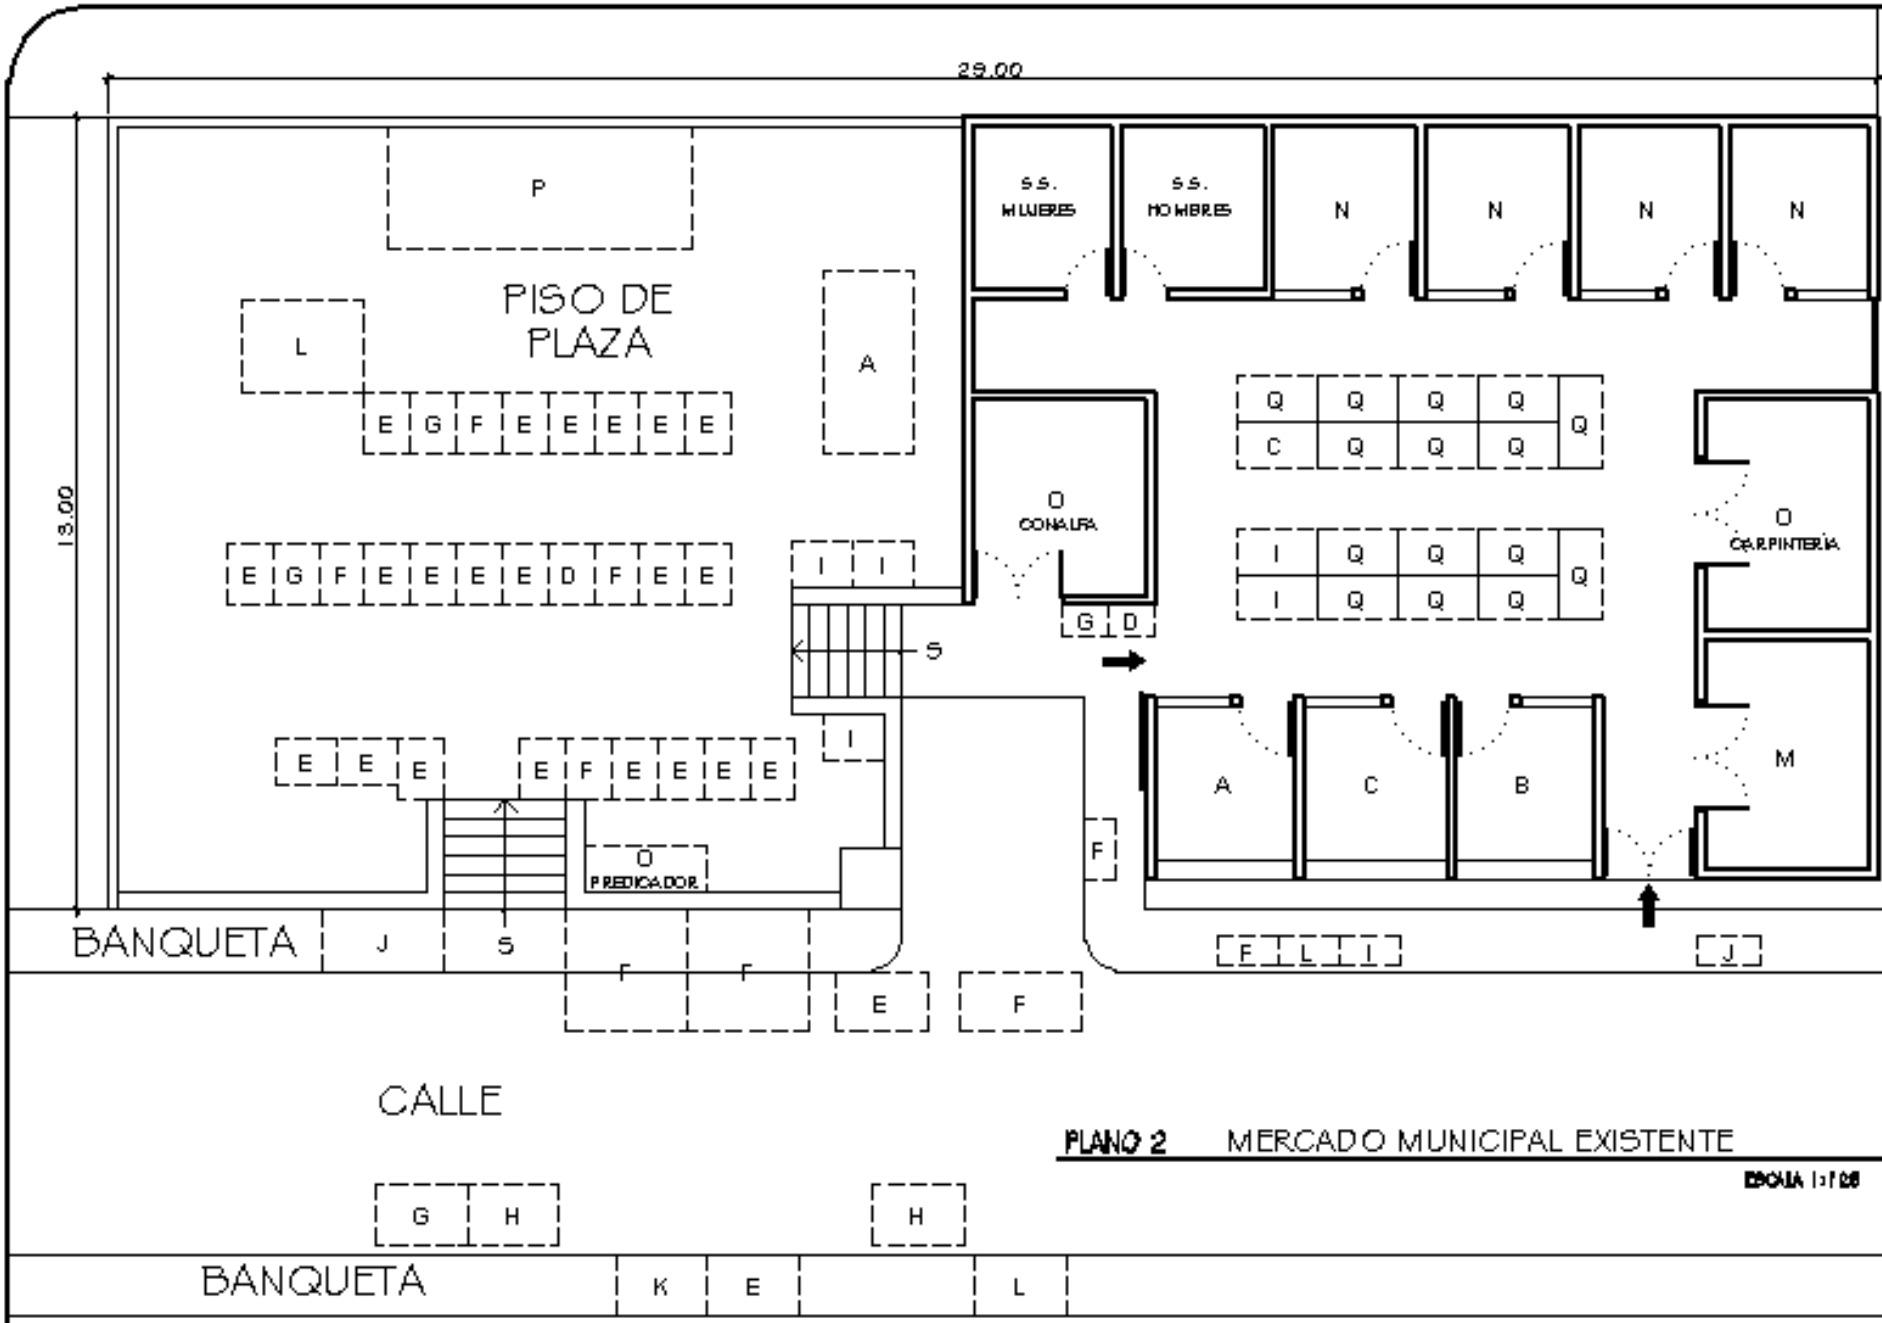 29.00
P
S.S.
MUJERES
S.S.
HOMBRES
N
N
N
N
PISO DE
PLAZA
L
A
E G F E E E E E
Q Q Q Q Q
C Q Q Q
13.00
O
CONALFA
O
CARPINTERIA
E G F E E E E D F E E
I I
I Q Q Q Q
I Q Q Q
G D
S
E E E
E F E E E E
I
A
C
B
M
F
O
PREDICADOR
BANQUETA
J
S
F
F
E
F
F L I
J
CALLE
PLANO 2 MERCADO MUNICIPAL EXISTENTE
G H
H
BANQUETA
K E
L